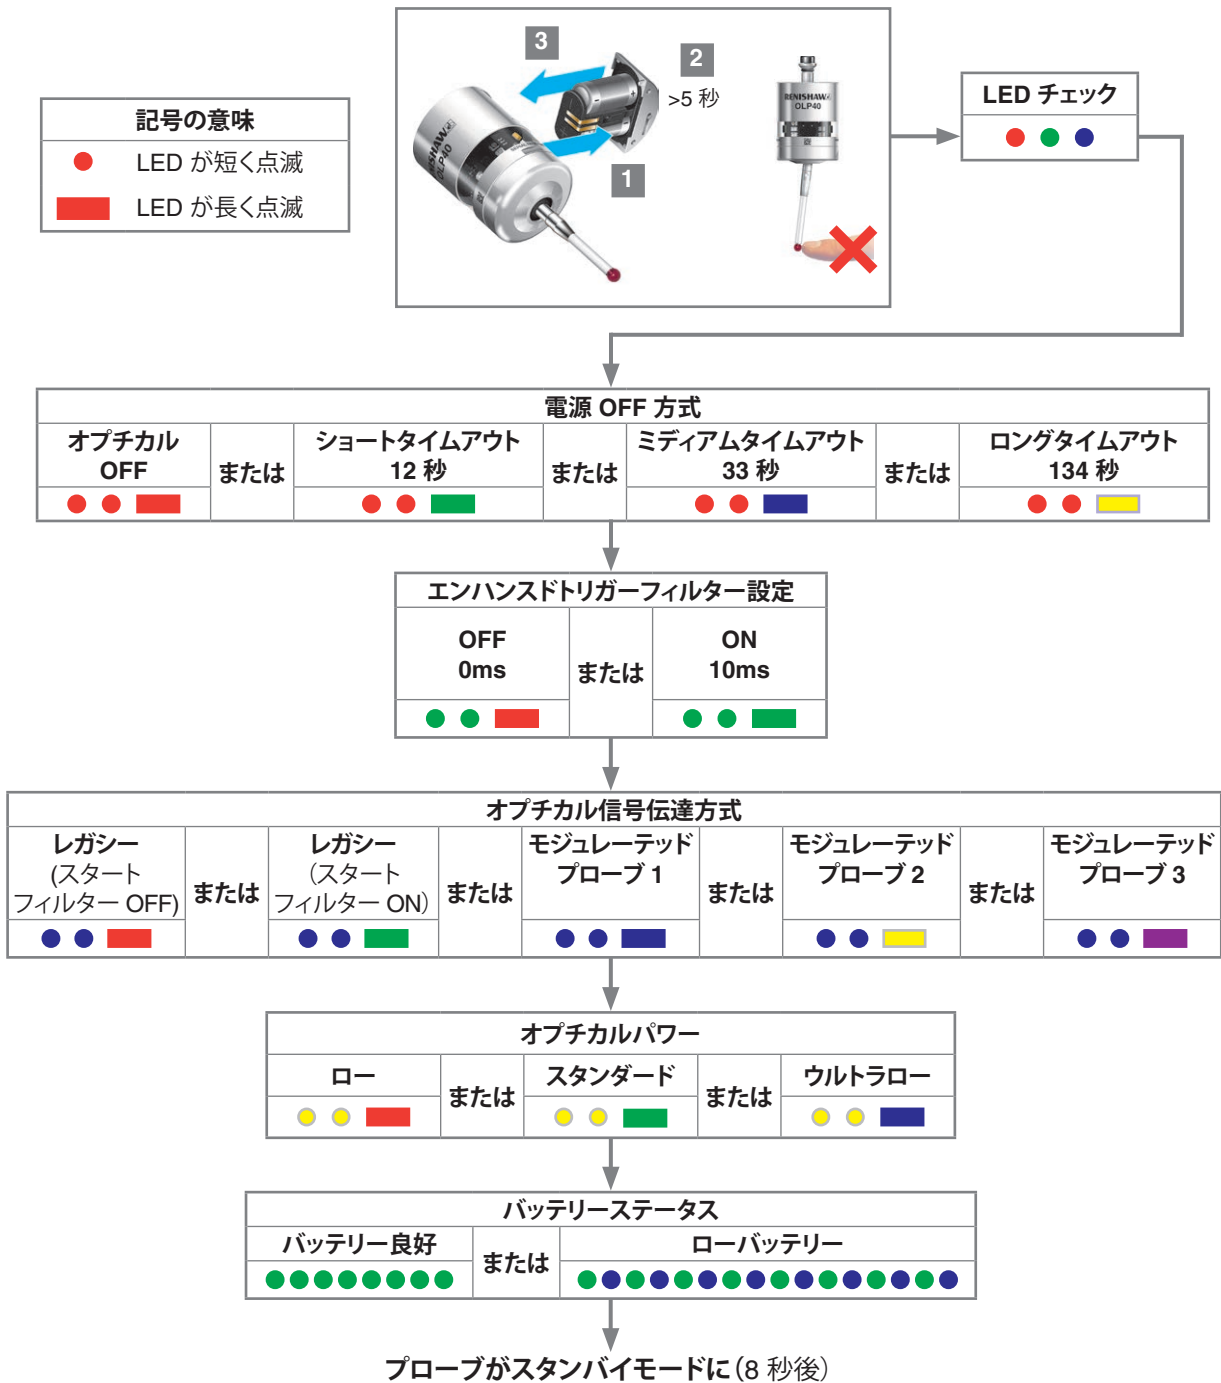 3
2
>5 秒
1
RENISHAW
OLP40
RENISHAW
OLP40
LED チェック
記号の意味
LED が短く点滅
LED が長く点滅
電源 OFF 方式
オプチカル
OFF
または
ショートタイムアウト
12 秒
または
ミディアムタイムアウト
33 秒
または
ロングタイムアウト
134 秒
エンハンスドトリガーフィルター設定
OFF
0ms
または
ON
10ms
オプチカル信号伝達方式
レガシー
(スタート
フィルター OFF)
または
レガシー
（スタート
フィルター ON）
または
モジュレーテッド
プローブ 1
または
モジュレーテッド
プローブ 2
または
モジュレーテッド
プローブ 3
オプチカルパワー
ロー
または
スタンダード
または
ウルトラロー
バッテリーステータス
バッテリー良好
または
ローバッテリー
プローブがスタンバイモードに（8 秒後）